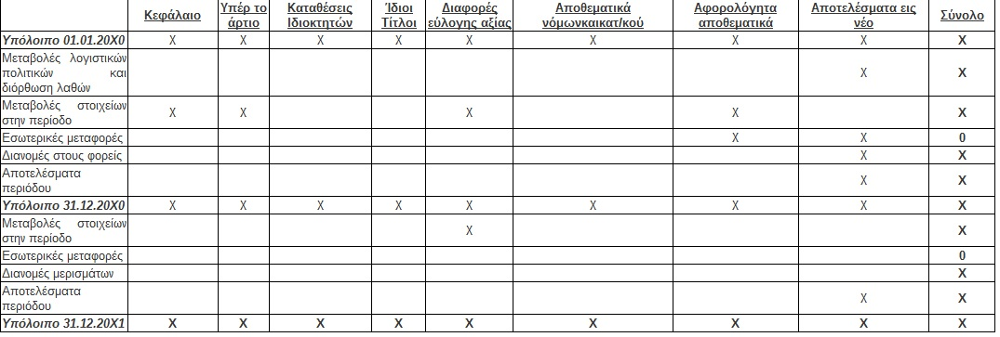 Κεφάλαιο Υπέρ το άρτιο Καταθέσεις Ιδιοκτητών Ίδιοι Τίτλοι Διαφορές εύλογης αξίας Αποθεματικά νόμωνκαικατ/κού Αφορολόγητα αποθεματικά Αποτελέσματα εις νέο Σύνολο
Υπόλοιπο 01.01.20Χ0 Χ Χ Χ Χ Χ Χ Χ Χ Χ
Μεταβολές λογιστικών
πολιτικών και
διόρθωση λαθών Χ Χ
Μεταβολές στοιχείων
στην περίοδο Χ Χ Χ Χ Χ
Εσωτερικές μεταφορές Χ Χ 0
Διανομές στους φορείς Χ Χ
Αποτελέσματα
περιόδου Χ Χ
Υπόλοιπο 31.12.20Χ0 Χ Χ Χ Χ Χ Χ Χ Χ Χ
Μεταβολές στοιχείων
στην περίοδο Χ Χ
Εσωτερικές μεταφορές 0
Διανομές μερισμάτων Χ
Αποτελέσματα
περιόδου Χ Χ
Υπόλοιπο 31.12.20Χ1 Χ Χ Χ Χ Χ Χ Χ Χ Χ